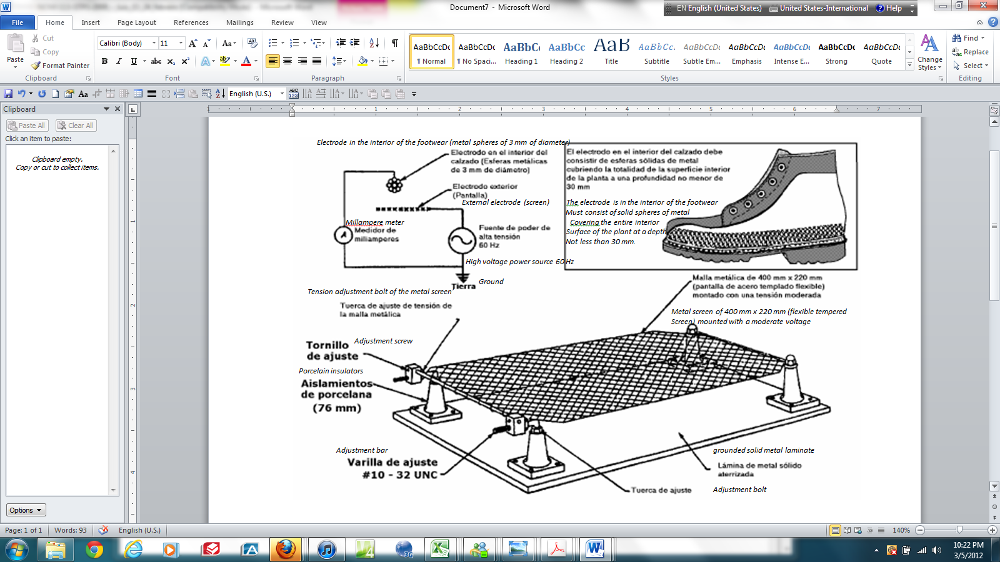 Document7 - Microsoft Word
EN English (United States) United States-International Help
File Home Insert Page Layout References Mailings Review View
Paste
Cut
Copy
Format Painter
Clipboard
Calibri (Body) 11
Font
Paragraph
AaBbCcDc AaBbCcDc AaBbCc AaBbCc AaB AaBbCc. AaBbCcDc AaBbCcDc AaBbCcDc AaBbCcDc AaBbCcDc
¶ Normal ¶ No Spaci... Heading 1 Heading 2 Title Subtitle Subtle Em... Emphasis Intense E... Strong Quote
Change Styles
Styles
Find
Replace
Select
Editing
English (U.S.)
Clipboard
Paste All Clear All
Click an item to paste:
Clipboard empty.
Copy or cut to collect items.
Options
1 1 2 3 4 5 6 7
1
2
3
4
Electrode in the interior of the footwear (metal spheres of 3 mm of diameter)
Electrodo en el interior del
calzado (Esferas metálicas
de 3 mm de diámetro)
Electrodo exterior
(Pantalla)
External electrode (screen)
Millampere meter
A
Medidor de
miliamperes
Fuente de poder de
alta tensión
60 Hz
High voltage power source 60 Hz
Tierra
Ground
El electrodo en el interior del calzado debe
consistir de esferas sólidas de metal
cubriendo la totalidad de la superficie interior
de la planta a una profundidad no menor de
30 mm
The electrode is in the interior of the footwear
Must consist of solid spheres of metal
Covering the entire interior
Surface of the plant at a depth
Not less than 30 mm.
Tension adjustment bolt of the metal screen
Tuerca de ajuste de tensión de
la malla metálica
Malla metálica de 400 mm x 220 mm
(pantalla de acero templado flexible)
montado con una tensión moderada
Metal screen of 400 mm x 220 mm (flexible tempered
Screen) mounted with a moderate voltage
Adjustment screw
Tornillo
de ajuste
Porcelain insulators
Aislamientos
de porcelana
(76 mm)
Adjustment bar
Varilla de ajuste
#10 - 32 UNC
grounded solid metal laminate
Lámina de metal sólido
aterrizada
Tuerca de ajuste
Adjustment bolt
Page: 1 of 1 Words: 93 English (U.S.) 140%
10:22 PM
3/5/2012